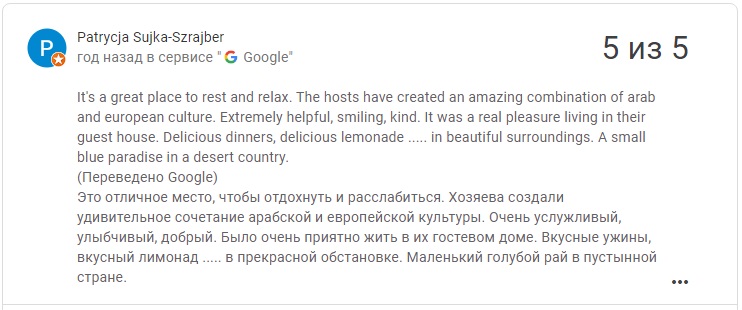 P
Patrycja Sujka-Szrajber
5 из 5
год назад в сервисе " G Google"
It's a great place to rest and relax. The hosts have created an amazing combination of arab
and european culture. Extremely helpful, smiling, kind. It was a real pleasure living in their
guest house. Delicious dinners, delicious lemonade ..... in beautiful surroundings. A small
blue paradise in a desert country.
(Переведено Google)
Это отличное место, чтобы отдохнуть и расслабиться. Хозяева создали
удивительное сочетание арабской и европейской культуры. Очень услужливый,
улыбчивый, добрый. Было очень приятно жить в их гостевом доме. Вкусные ужины,
вкусный лимонад ..... в прекрасной обстановке. Маленький голубой рай в пустынной
стране.